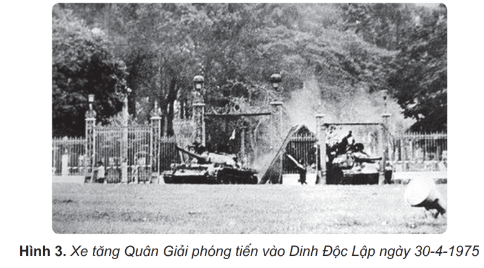 Hình 3. Xe tăng Quân Giải phóng tiến vào Dinh Độc Lập ngày 30-4-1975